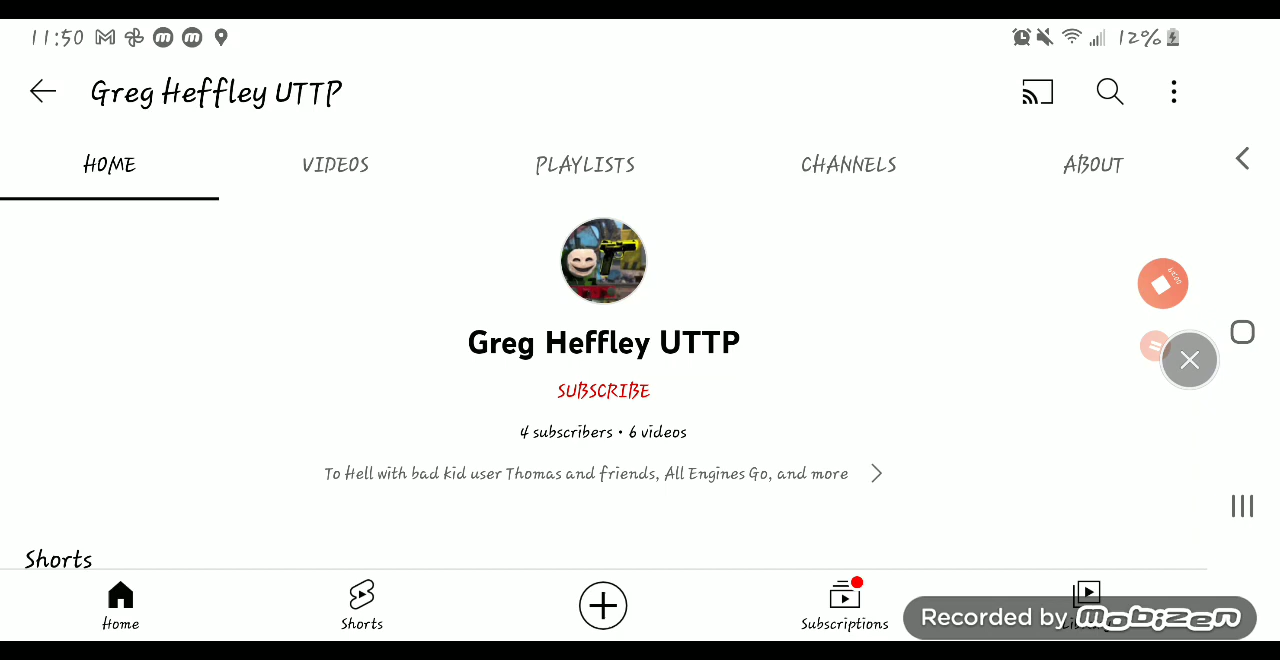 11:50 12%
Greg Heffley UTTP
HOME VIDEOS PLAYLISTS CHANNELS ABOUT
Greg Heffley UTTP
SUBSCRIBE
4 subscribers • 6 videos
To Hell with bad kid user Thomas and friends, All Engines Go, and more
Shorts
Home Shorts Subscriptions
Recorded by mobizen